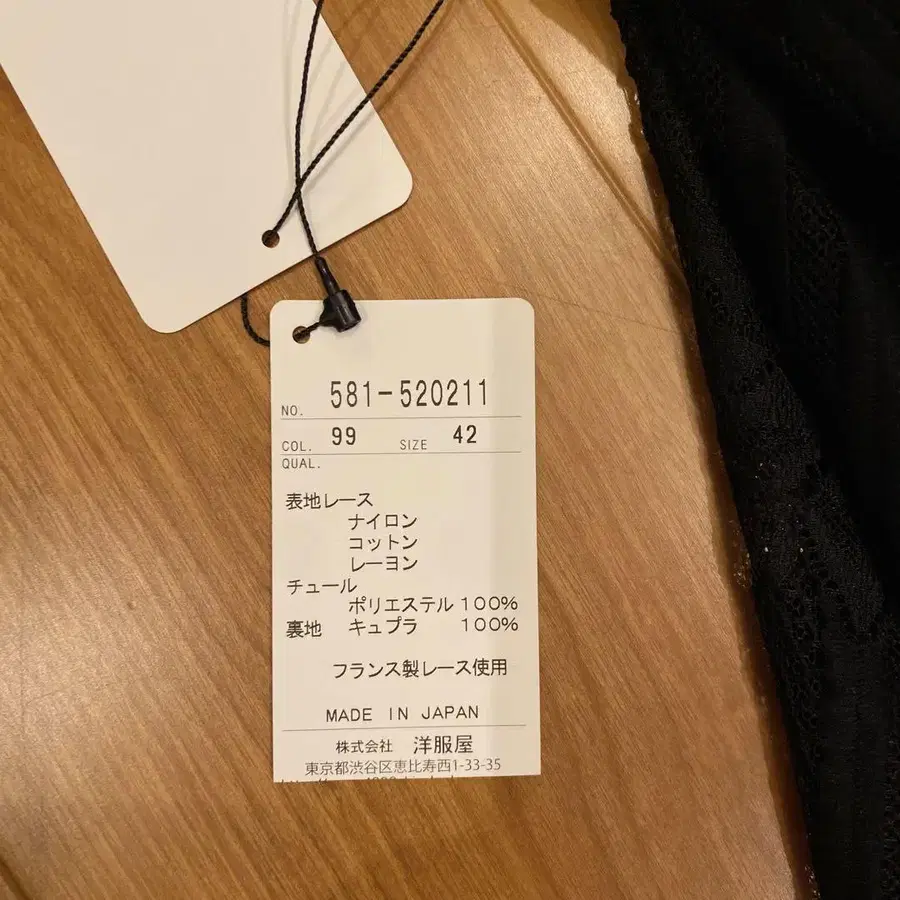 NO. 581-520211
COL. 99 SIZE 42
QUAL.
表地レース
ナイロン
コットン
レーヨン
チュール
ポリエステル 100%
裏地 キュプラ 100%
フランス製レース使用
MADE IN JAPAN
株式会社 洋服屋
東京都渋谷区恵比寿西1-33-35